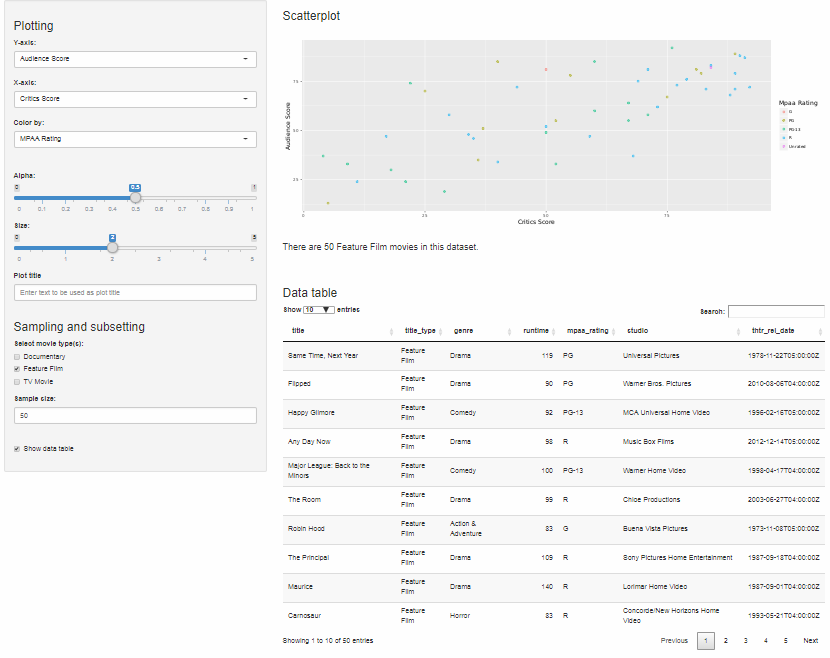 Plotting
Y-axis:
Audience Score
X-axis:
Critics Score
Color by:
MPAA Rating
Alpha:
0 0.5 1
0 0.1 0.2 0.3 0.4 0.5 0.6 0.7 0.8 0.9 1
Size:
0 2 5
0 1 2 3 4 5
Plot title
Enter text to be used as plot title
Sampling and subsetting
Select movie type(s):
Documentary
Feature Film
TV Movie
Sample size:
50
Show data table
Scatterplot
Audience Score
75
50
25
0 25 50 75
Critics Score
Mpaa Rating
G
PG
PG-13
R
Unrated
There are 50 Feature Film movies in this dataset.
Data table
Show 10 entries
Search:
title title_type genre runtime mpaa_rating studio thtr_rel_date
Same Time, Next Year Feature Film Drama 119 PG Universal Pictures 1978-11-22T05:00:00Z
Flipped Feature Film Drama 90 PG Warner Bros. Pictures 2010-08-06T04:00:00Z
Happy Gilmore Feature Film Comedy 92 PG-13 MCA Universal Home Video 1996-02-16T05:00:00Z
Any Day Now Feature Film Drama 98 R Music Box Films 2012-12-14T05:00:00Z
Major League: Back to the Minors Feature Film Comedy 100 PG-13 Warner Home Video 1998-04-17T04:00:00Z
The Room Feature Film Drama 99 R Chloe Productions 2003-06-27T04:00:00Z
Robin Hood Feature Film Action & Adventure 83 G Buena Vista Pictures 1973-11-08T05:00:00Z
The Principal Feature Film Drama 109 R Sony Pictures Home Entertainment 1987-09-18T04:00:00Z
Maurice Feature Film Drama 140 R Lorimar Home Video 1987-09-01T04:00:00Z
Carnosaur Feature Film Horror 83 R Concorde/New Horizons Home Video 1993-05-21T04:00:00Z
Showing 1 to 10 of 50 entries
Previous 1 2 3 4 5 Next